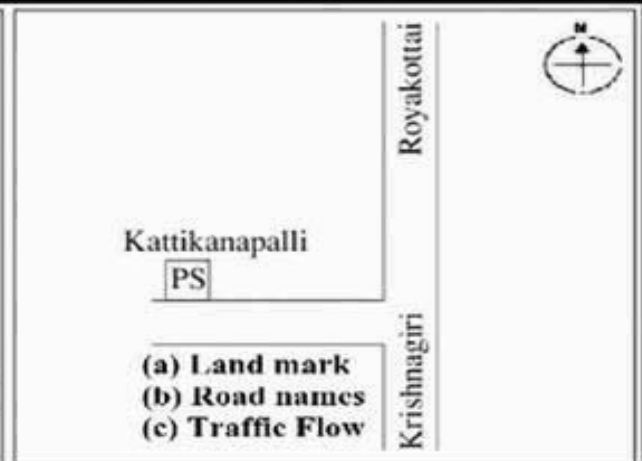 N
Royakottai
Kattikanapalli
PS
Krishnagiri
(a) Land mark
(b) Road names
(c) Traffic Flow